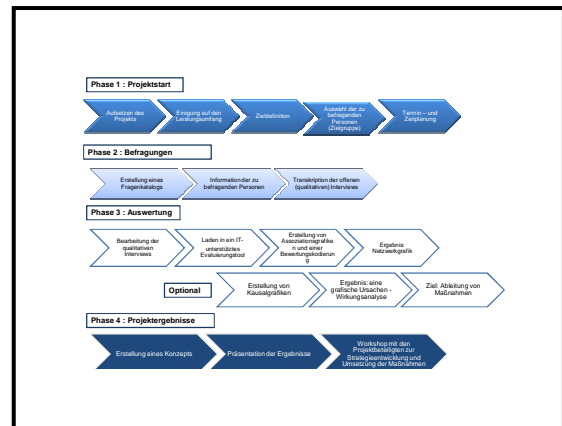 Phase 1 : Projektstart
Aufsetzen des
Projekts
Einigung auf den
Leistungsumfang
Zieldefinition
Auswahl der zu
befragenden
Personen
(Zielgruppe)
Termin – und
Zeitplanung
Phase 2 : Befragungen
Erstellung eines
Fragenkatalogs
Information der zu
befragenden Personen
Transkription der offenen
(qualitativen) Interviews
Phase 3 : Auswertung
Bearbeitung der
qualitativen
Interviews
Laden in ein IT-
unterstütztes
Evaluierungstool
Erstellung von
Assoziationsgrafike
n und einer
Bewertungskodierun
g
Ergebnis:
Netzwerkgrafik
Optional
Erstellung von
Kausalgrafiken
Ergebnis: eine
grafische Ursachen -
Wirkungsanalyse
Ziel: Ableitung von
Maßnahmen
Phase 4 : Projektergebnisse
Erstellung eines Konzepts
Präsentation der Ergebnisse
Workshop mit den
Projektbeteiligten zur
Strategieentwicklung und
Umsetzung der Maßnahmen